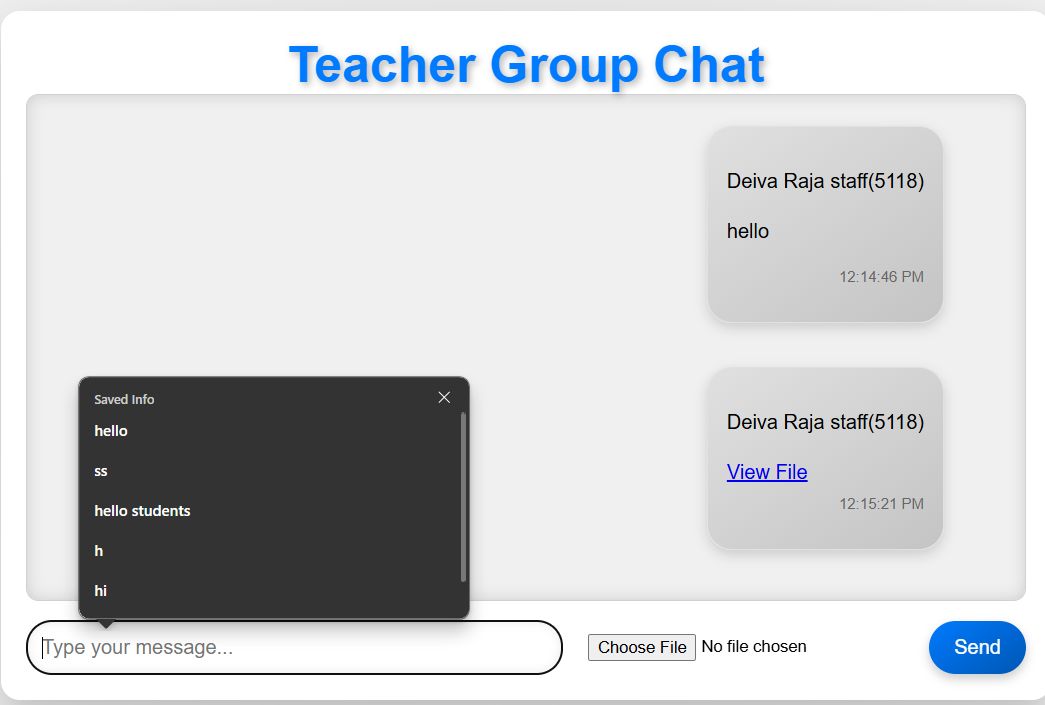 Teacher Group Chat
Deiva Raja staff(5118)
hello
12:14:46 PM
Deiva Raja staff(5118)
View File
12:15:21 PM
Saved Info
hello
ss
hello students
h
hi
Type your message...
Choose File No file chosen
Send